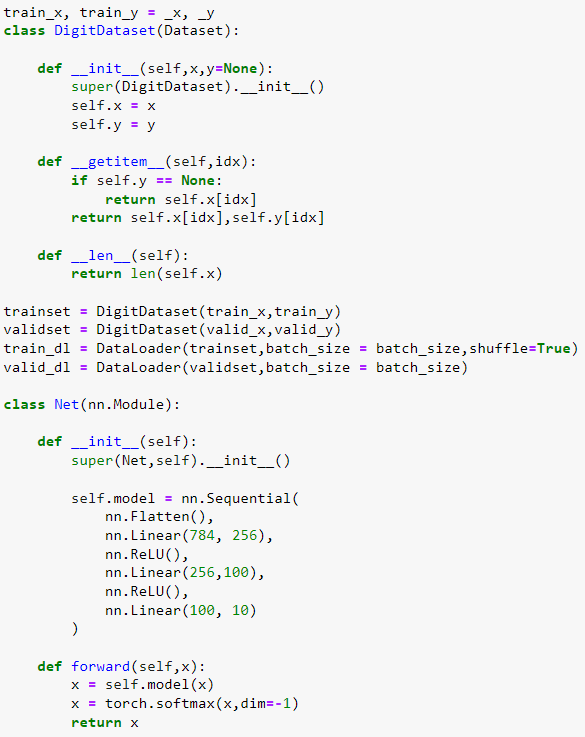 train_x, train_y = _x, _y
class DigitDataset(Dataset):
    def __init__(self,x,y=None):
        super(DigitDataset).__init__()
        self.x = x
        self.y = y
    def __getitem__(self,idx):
        if self.y == None:
            return self.x[idx]
        return self.x[idx],self.y[idx]
    def __len__(self):
        return len(self.x)
trainset = DigitDataset(train_x,train_y)
validset = DigitDataset(valid_x,valid_y)
train_dl = DataLoader(trainset,batch_size = batch_size,shuffle=True)
valid_dl = DataLoader(validset,batch_size = batch_size)
class Net(nn.Module):
    def __init__(self):
        super(Net,self).__init__()
        self.model = nn.Sequential(
            nn.Flatten(),
            nn.Linear(784, 256),
            nn.ReLU(),
            nn.Linear(256,100),
            nn.ReLU(),
            nn.Linear(100, 10)
        )
    def forward(self,x):
        x = self.model(x)
        x = torch.softmax(x,dim=-1)
        return x